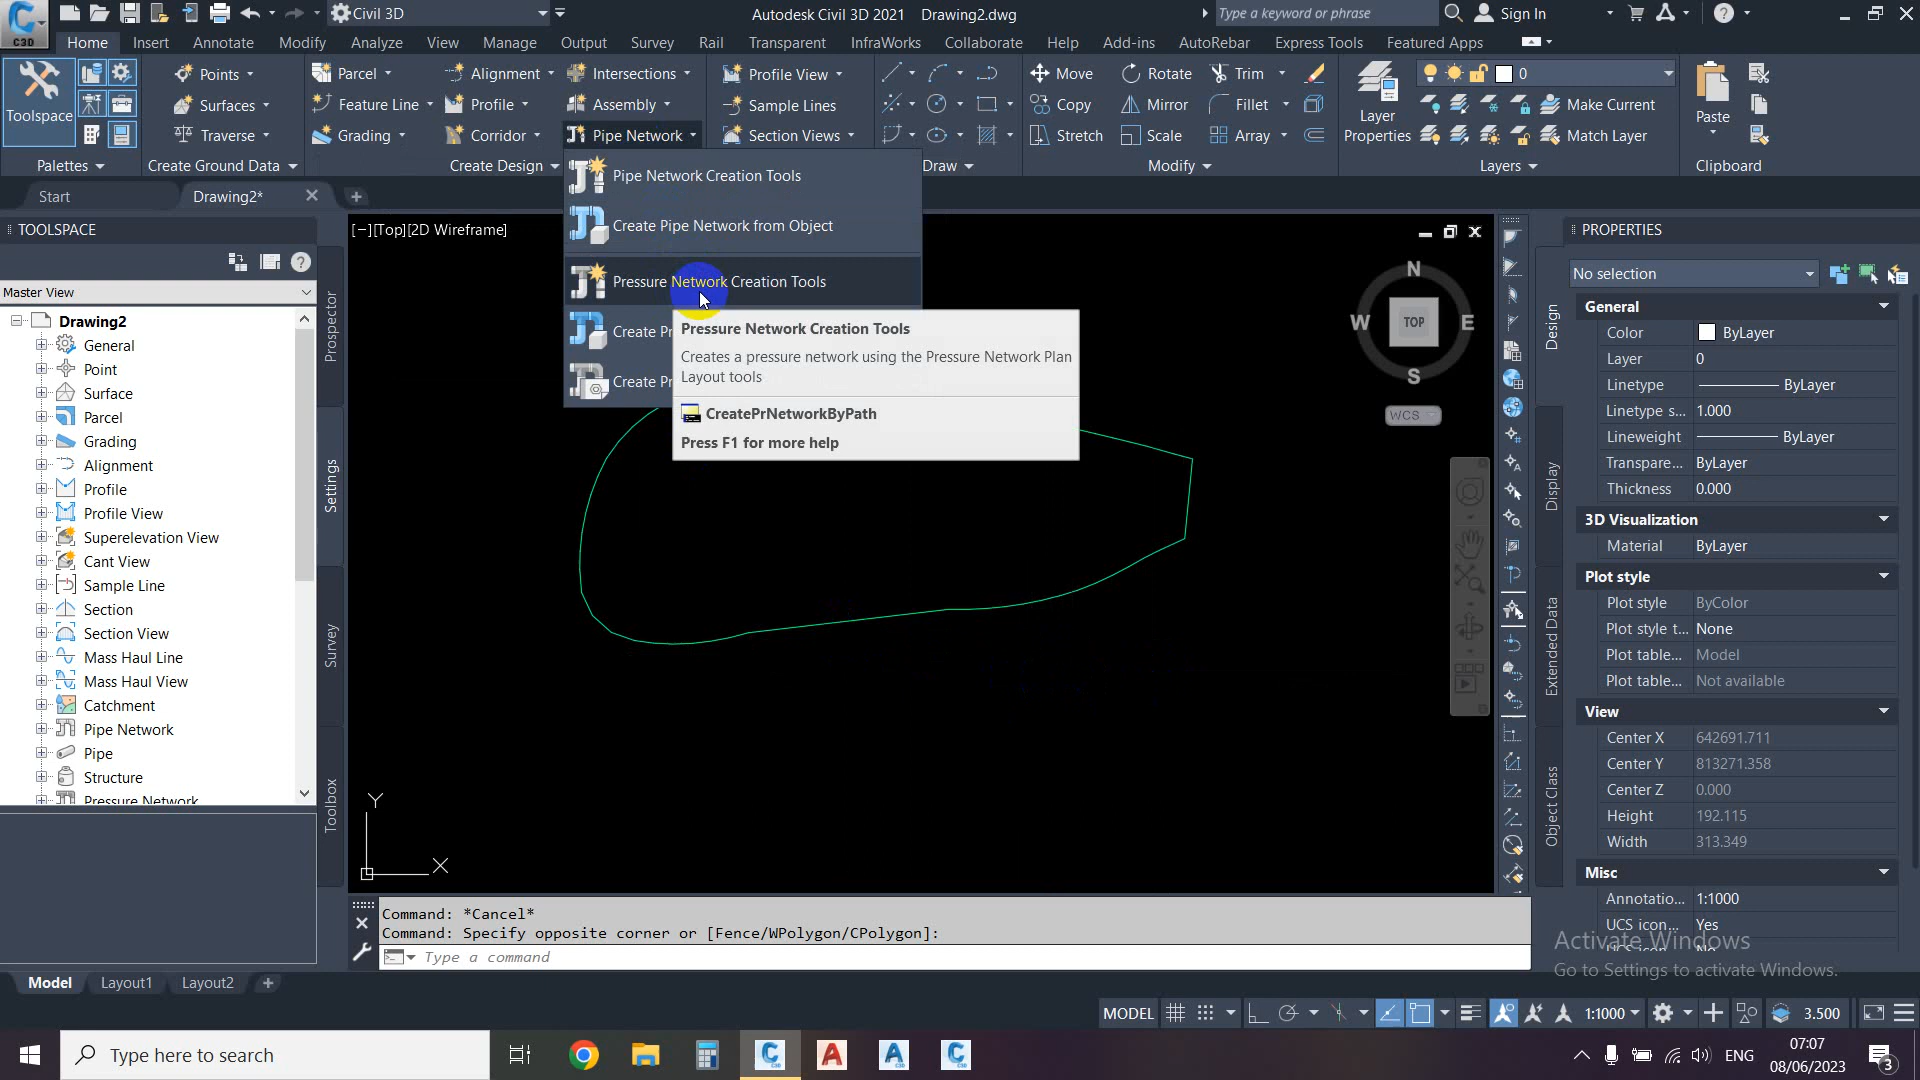 C3D
Civil 3D
Autodesk Civil 3D 2021 Drawing2.dwg
Type a keyword or phrase
Sign In
Home Insert Annotate Modify Analyze View Manage Output Survey Rail Transparent InfraWorks Collaborate Help Add-ins AutoRebar Express Tools Featured Apps
Toolspace
Points
Surfaces
Traverse
Parcel
Feature Line
Grading
Alignment
Profile
Corridor
Intersections
Assembly
Pipe Network
Profile View
Sample Lines
Section Views
Move
Copy
Stretch
Rotate
Mirror
Scale
Trim
Fillet
Array
Layer
Properties
0
Make Current
Match Layer
Paste
Palettes
Create Ground Data
Create Design
Draw
Modify
Layers
Clipboard
Pipe Network Creation Tools
Create Pipe Network from Object
Pressure Network Creation Tools
Create Pr
Create Pr
Pressure Network Creation Tools
Creates a pressure network using the Pressure Network Plan
Layout tools
CreatePrNetworkByPath
Press F1 for more help
Start
Drawing2*
TOOLSPACE
Master View
Drawing2
General
Point
Surface
Parcel
Grading
Alignment
Profile
Profile View
Superelevation View
Cant View
Sample Line
Section
Section View
Mass Haul Line
Mass Haul View
Catchment
Pipe Network
Pipe
Structure
Pressure Network
Prospector
Settings
Survey
Toolbox
[−][Top][2D Wireframe]
N
W
TOP
E
S
WCS
Y
X
PROPERTIES
No selection
Design
Display
Extended Data
Object Class
General
Color ByLayer
Layer 0
Linetype ByLayer
Linetype s... 1.000
Lineweight ByLayer
Transpare... ByLayer
Thickness 0.000
3D Visualization
Material ByLayer
Plot style
Plot style ByColor
Plot style t... None
Plot table... Model
Plot table... Not available
View
Center X 642691.711
Center Y 813271.358
Center Z 0.000
Height 192.115
Width 313.349
Misc
Annotatio... 1:1000
UCS icon... Yes
UCS icon... No
Activate Windows
Go to Settings to activate Windows.
Command: *Cancel*
Command: Specify opposite corner or [Fence/WPolygon/CPolygon]:
Type a command
Model
Layout1
Layout2
MODEL
1:1000
3.500
Type here to search
C3D
C3D
ENG
07:07
08/06/2023
3